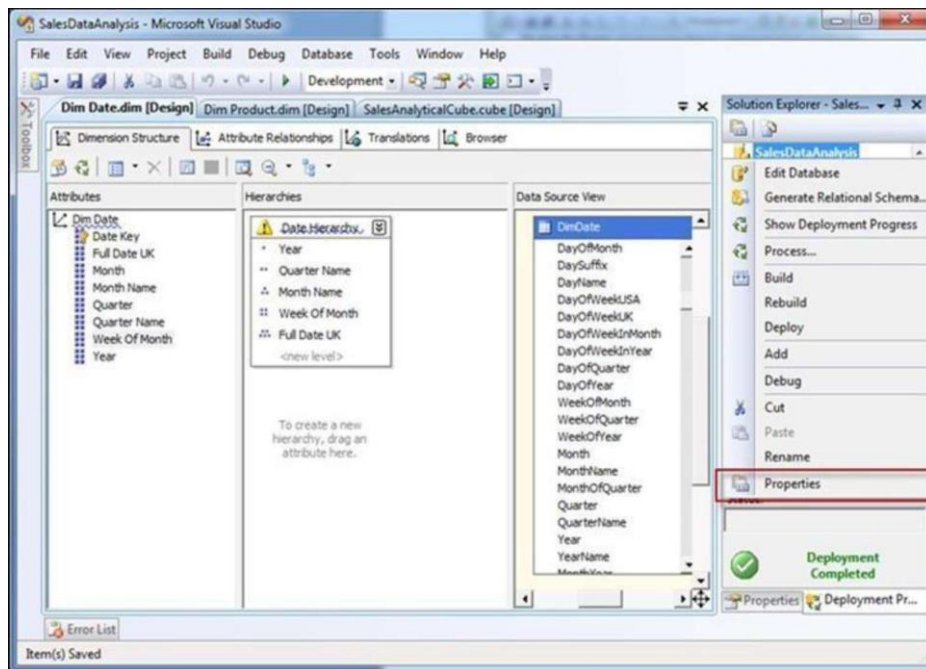 SalesDataAnalysis - Microsoft Visual Studio
File Edit View Project Build Debug Database Tools Window Help
Development
Toolbox
Dim Date.dim [Design] Dim Product.dim [Design] SalesAnalyticalCube.cube [Design]
Dimension Structure Attribute Relationships Translations Browser
Attributes
Dim Date
Date Key
Full Date UK
Month
Month Name
Quarter
Quarter Name
Week Of Month
Year
Hierarchies
Date Hierarchy
Year
Quarter Name
Month Name
Week Of Month
Full Date UK
<new level>
To create a new
hierarchy, drag an
attribute here.
Data Source View
DimDate
DayOfMonth
DaySuffix
DayName
DayOfWeekUSA
DayOfWeekUK
DayOfWeekInMonth
DayOfWeekInYear
DayOfQuarter
DayOfYear
WeekOfMonth
WeekOfQuarter
WeekOfYear
Month
MonthName
MonthOfQuarter
Quarter
QuarterName
Year
YearName
MonthYear
Solution Explorer - Sales...
SalesDataAnalysis
Edit Database
Generate Relational Schema...
Show Deployment Progress
Process...
Build
Rebuild
Deploy
Add
Debug
Cut
Paste
Rename
Properties
Deployment
Completed
Properties Deployment Pr...
Error List
Item(s) Saved